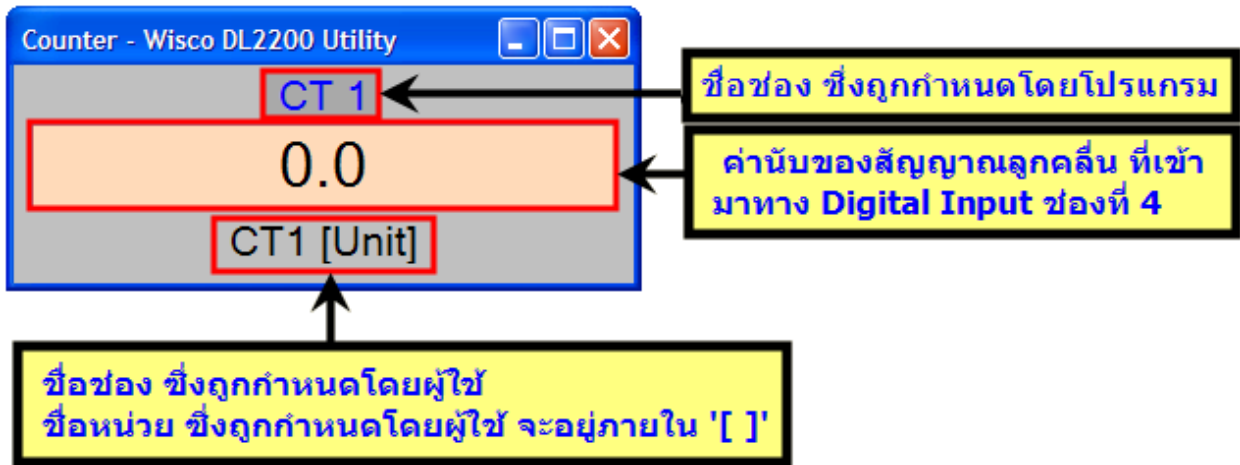 Counter - Wisco DL2200 Utility
CT 1
ชื่อช่อง ซึ่งถูกกำหนดโดยโปรแกรม
0.0
ค่านับของสัญญาณลูกคลื่น ที่เข้า
มาทาง Digital Input ช่องที่ 4
CT1 [Unit]
ชื่อช่อง ซึ่งถูกกำหนดโดยผู้ใช้
ชื่อหน่วย ซึ่งถูกกำหนดโดยผู้ใช้ จะอยู่ภายใน '[ ]'